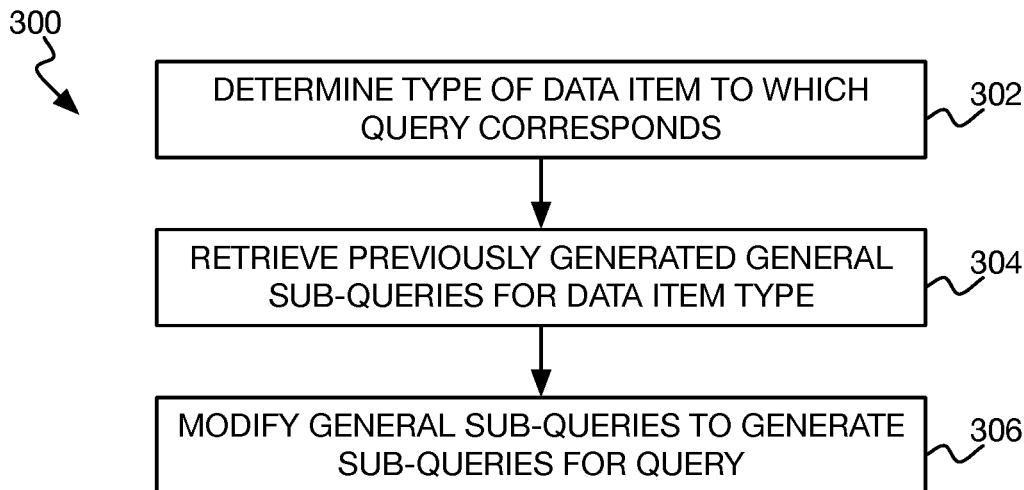 300
DETERMINE TYPE OF DATA ITEM TO WHICH
QUERY CORRESPONDS
302
RETRIEVE PREVIOUSLY GENERATED GENERAL
SUB-QUERIES FOR DATA ITEM TYPE
304
MODIFY GENERAL SUB-QUERIES TO GENERATE
SUB-QUERIES FOR QUERY
306